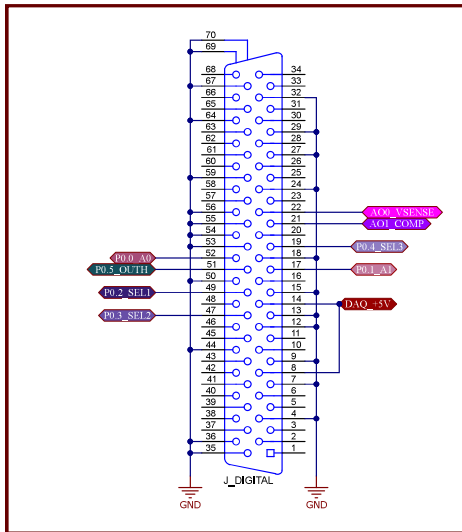 70
69
68 34
67 33
66 32
65 31
64 30
63 29
62 28
61 27
60 26
59 25
58 24
57 23
56 22 AO0_VSENSE
55 21 AO1_COMP
54 20
53 19 P0.4_SEL3
P0.0_A0 52 18
P0.5_OUTH 51 17 P0.1_A1
50 16
P0.2_SEL1 49 15
48 14 DAQ_+5V
P0.3_SEL2 47 13
46 12
45 11
44 10
43 9
42 8
41 7
40 6
39 5
38 4
37 3
36 2
35 1
J_DIGITAL
GND GND